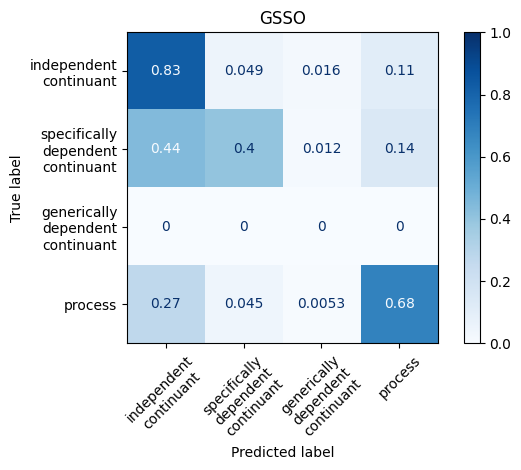 GSSO
True label
independent
continuant
0.83 0.049 0.016 0.11
specifically
dependent
continuant
0.44 0.4 0.012 0.14
generically
dependent
continuant
0 0 0 0
process
0.27 0.045 0.0053 0.68
independent
continuant
specifically
dependent
continuant
generically
dependent
continuant
process
Predicted label
1.0
0.8
0.6
0.4
0.2
0.0